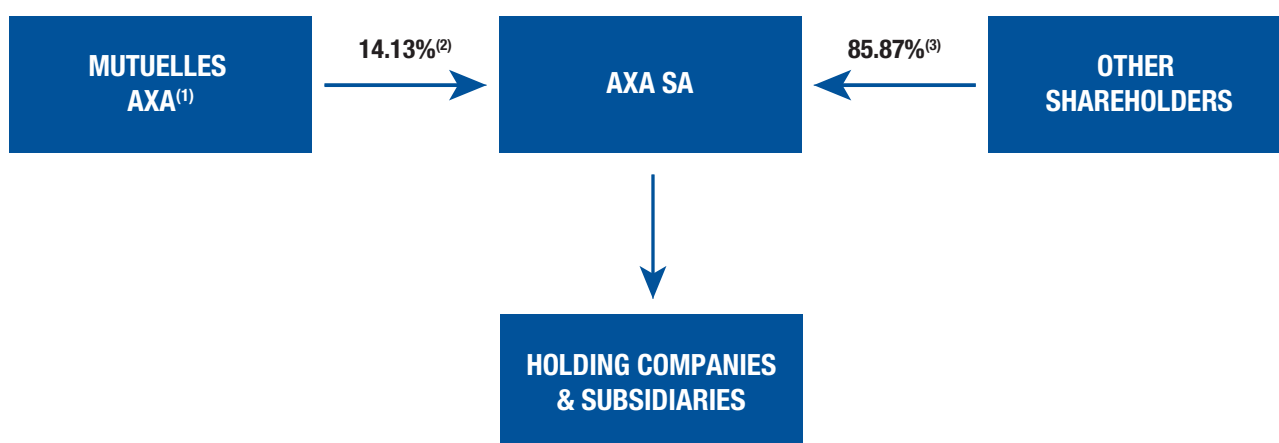 MUTUELLES
AXA(1)
14.13%(2)
AXA SA
85.87%(3)
OTHER
SHAREHOLDERS
HOLDING COMPANIES
& SUBSIDIARIES